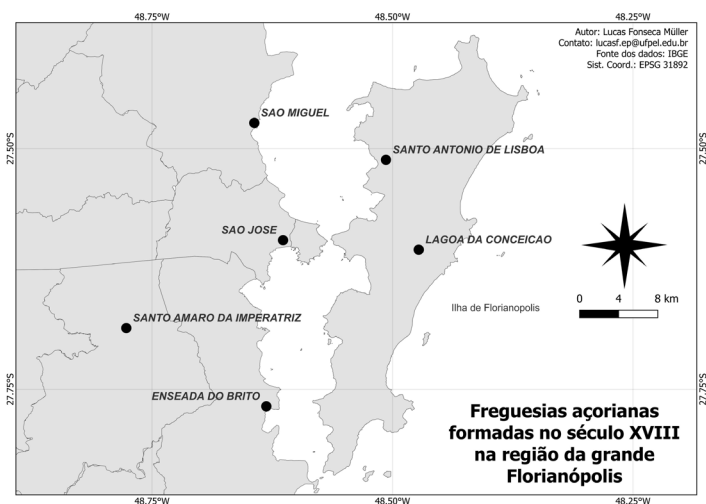 48.75°W
48.50°W
48.25°W
Autor: Lucas Fonseca Müller
Contato: lucasf.ep@ufpel.edu.br
Fonte dos dados: IBGE
Sist. Coord.: EPSG 31892
SAO MIGUEL
27.50°S
27.50°S
SANTO ANTONIO DE LISBOA
SAO JOSE
LAGOA DA CONCEICAO
0 4 8 km
Ilha de Florianopolis
SANTO AMARO DA IMPERATRIZ
27.75°S
27.75°S
ENSEADA DO BRITO
Freguesias açorianas
formadas no século XVIII
na região da grande
Florianópolis
48.75°W
48.50°W
48.25°W